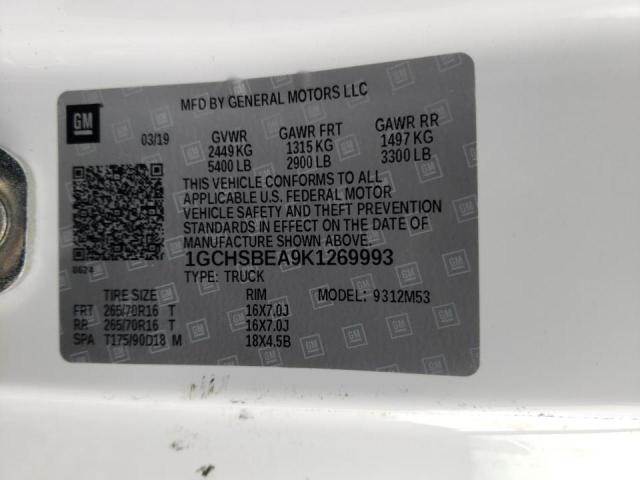 MFD BY GENERAL MOTORS LLC
GM
03/19 GVWR GAWR FRT GAWR RR
2449 KG 1315 KG 1497 KG
5400 LB 2900 LB 3300 LB
THIS VEHICLE CONFORMS TO ALL
APPLICABLE U.S. FEDERAL MOTOR
VEHICLE SAFETY AND THEFT PREVENTION
STANDARDS IN EFFECT ON THE DATE OF
MANUFACTURE SHOWN ABOVE.
8624
1GCHSBEA9K1269993
TYPE: TRUCK
TIRE SIZE RIM MODEL: 9312M53
FRT 265/70R16 T 16X7.0J
RR 265/70R16 T 16X7.0J
SPA T175/90D18 M 18X4.5B